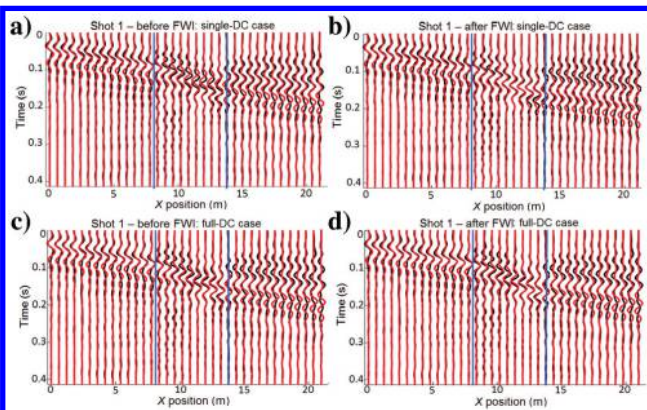 a) Shot 1 – before FWI: single-DC case
0
0.1
0.2
0.3
0.4
Time (s)
0 5 10 15 20
X position (m)
b) Shot 1 – after FWI: single-DC case
0
0.1
0.2
0.3
0.4
Time (s)
0 5 10 15 20
X position (m)
c) Shot 1 – before FWI: full-DC case
0
0.1
0.2
0.3
0.4
Time (s)
0 5 10 15 20
X position (m)
d) Shot 1 – after FWI: full-DC case
0
0.1
0.2
0.3
0.4
Time (s)
0 5 10 15 20
X position (m)